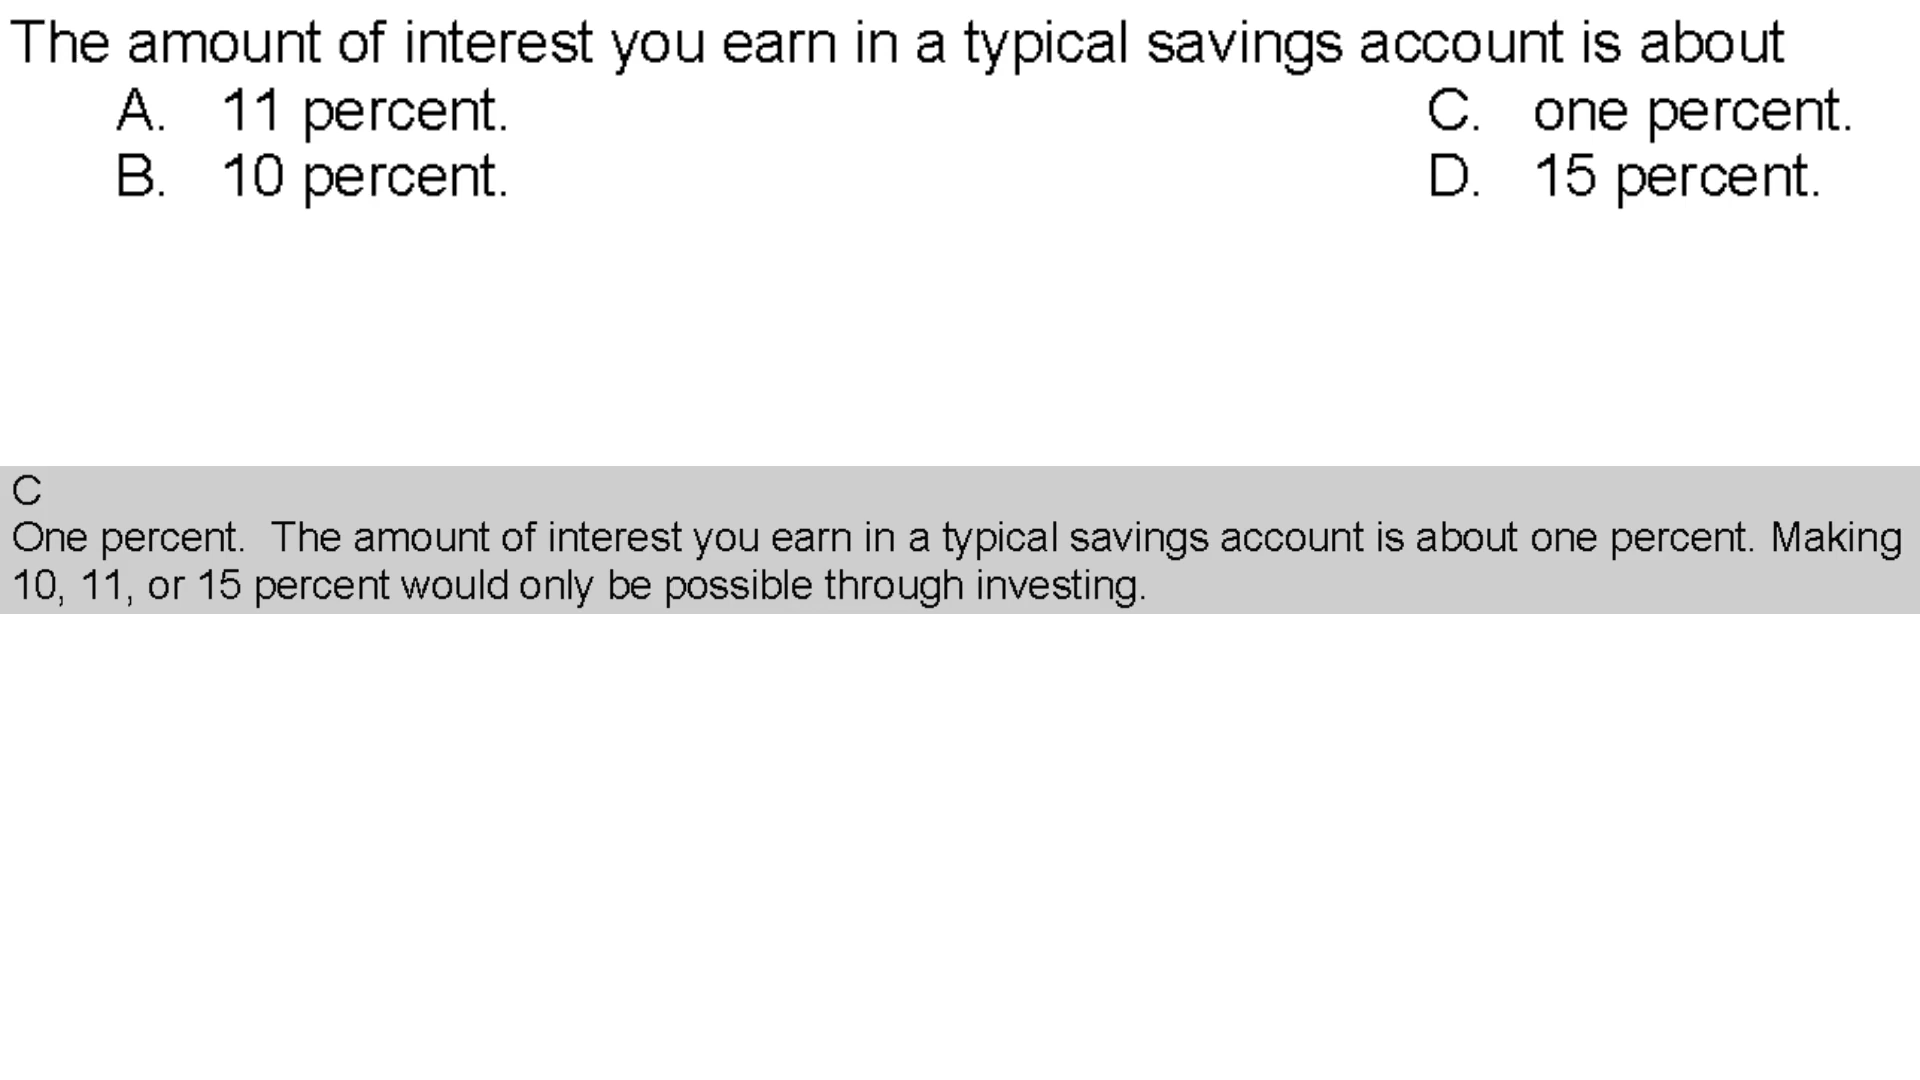 The amount of interest you earn in a typical savings account is about
A. 11 percent.
B. 10 percent.
C. one percent.
D. 15 percent.
C
One percent.  The amount of interest you earn in a typical savings account is about one percent. Making
10, 11, or 15 percent would only be possible through investing.